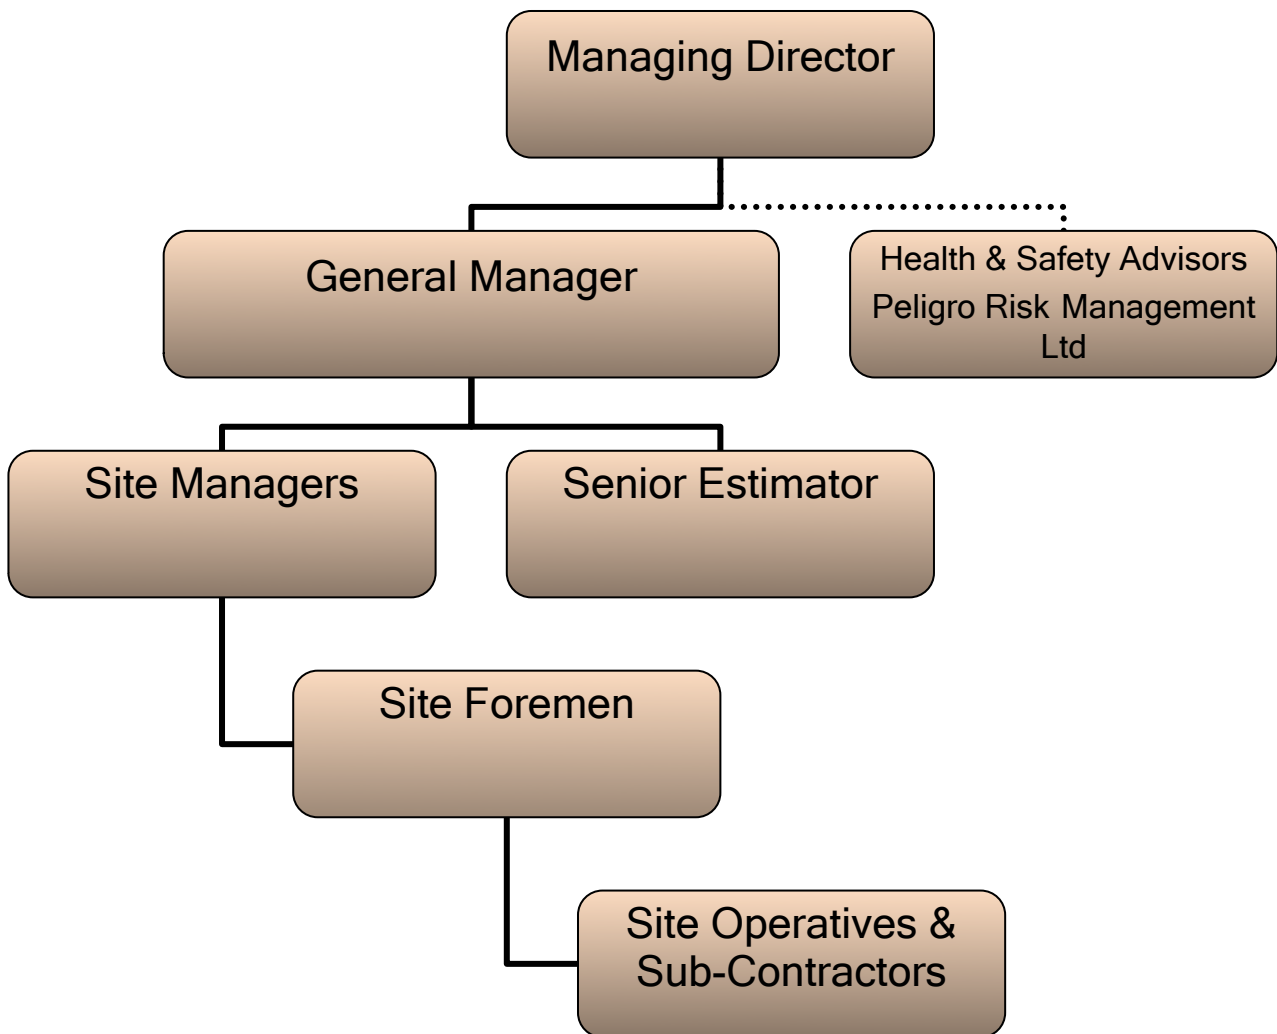 Managing Director
General Manager
Health & Safety Advisors
Peligro Risk Management
Ltd
Site Managers
Senior Estimator
Site Foremen
Site Operatives &
Sub-Contractors